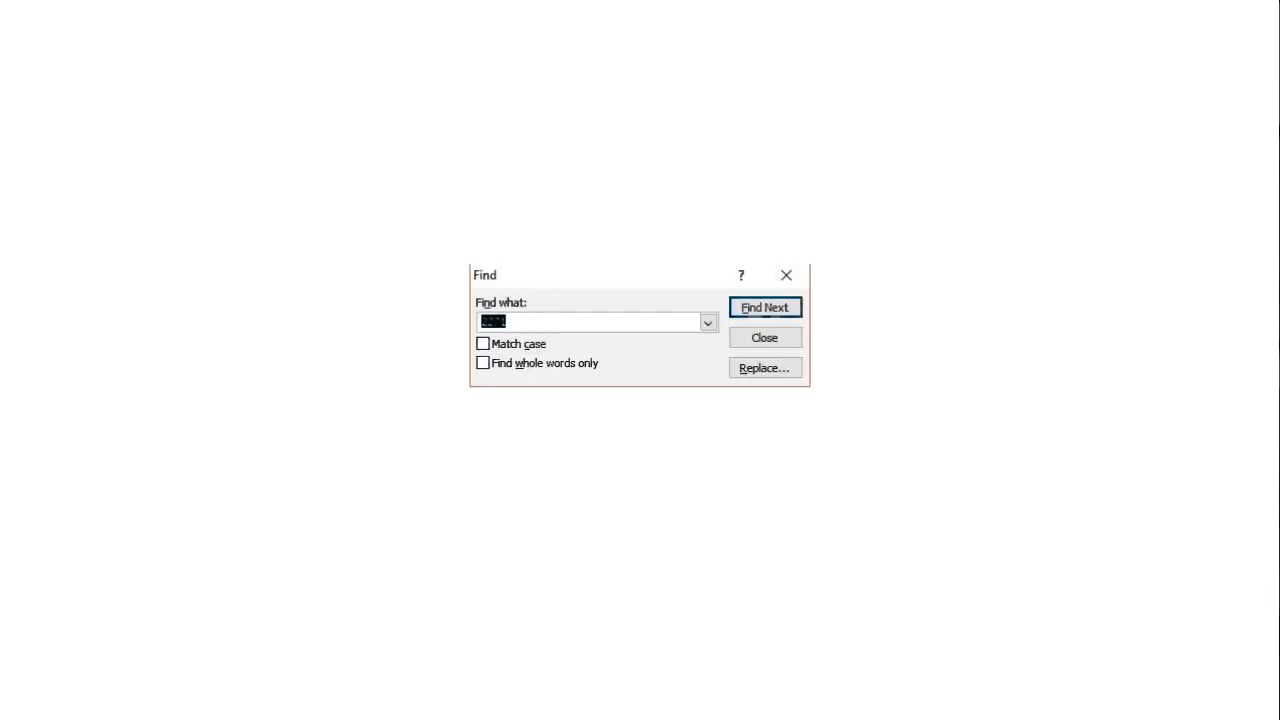 Find ?
Find what:
Find Next
Match case
Close
Find whole words only
Replace...